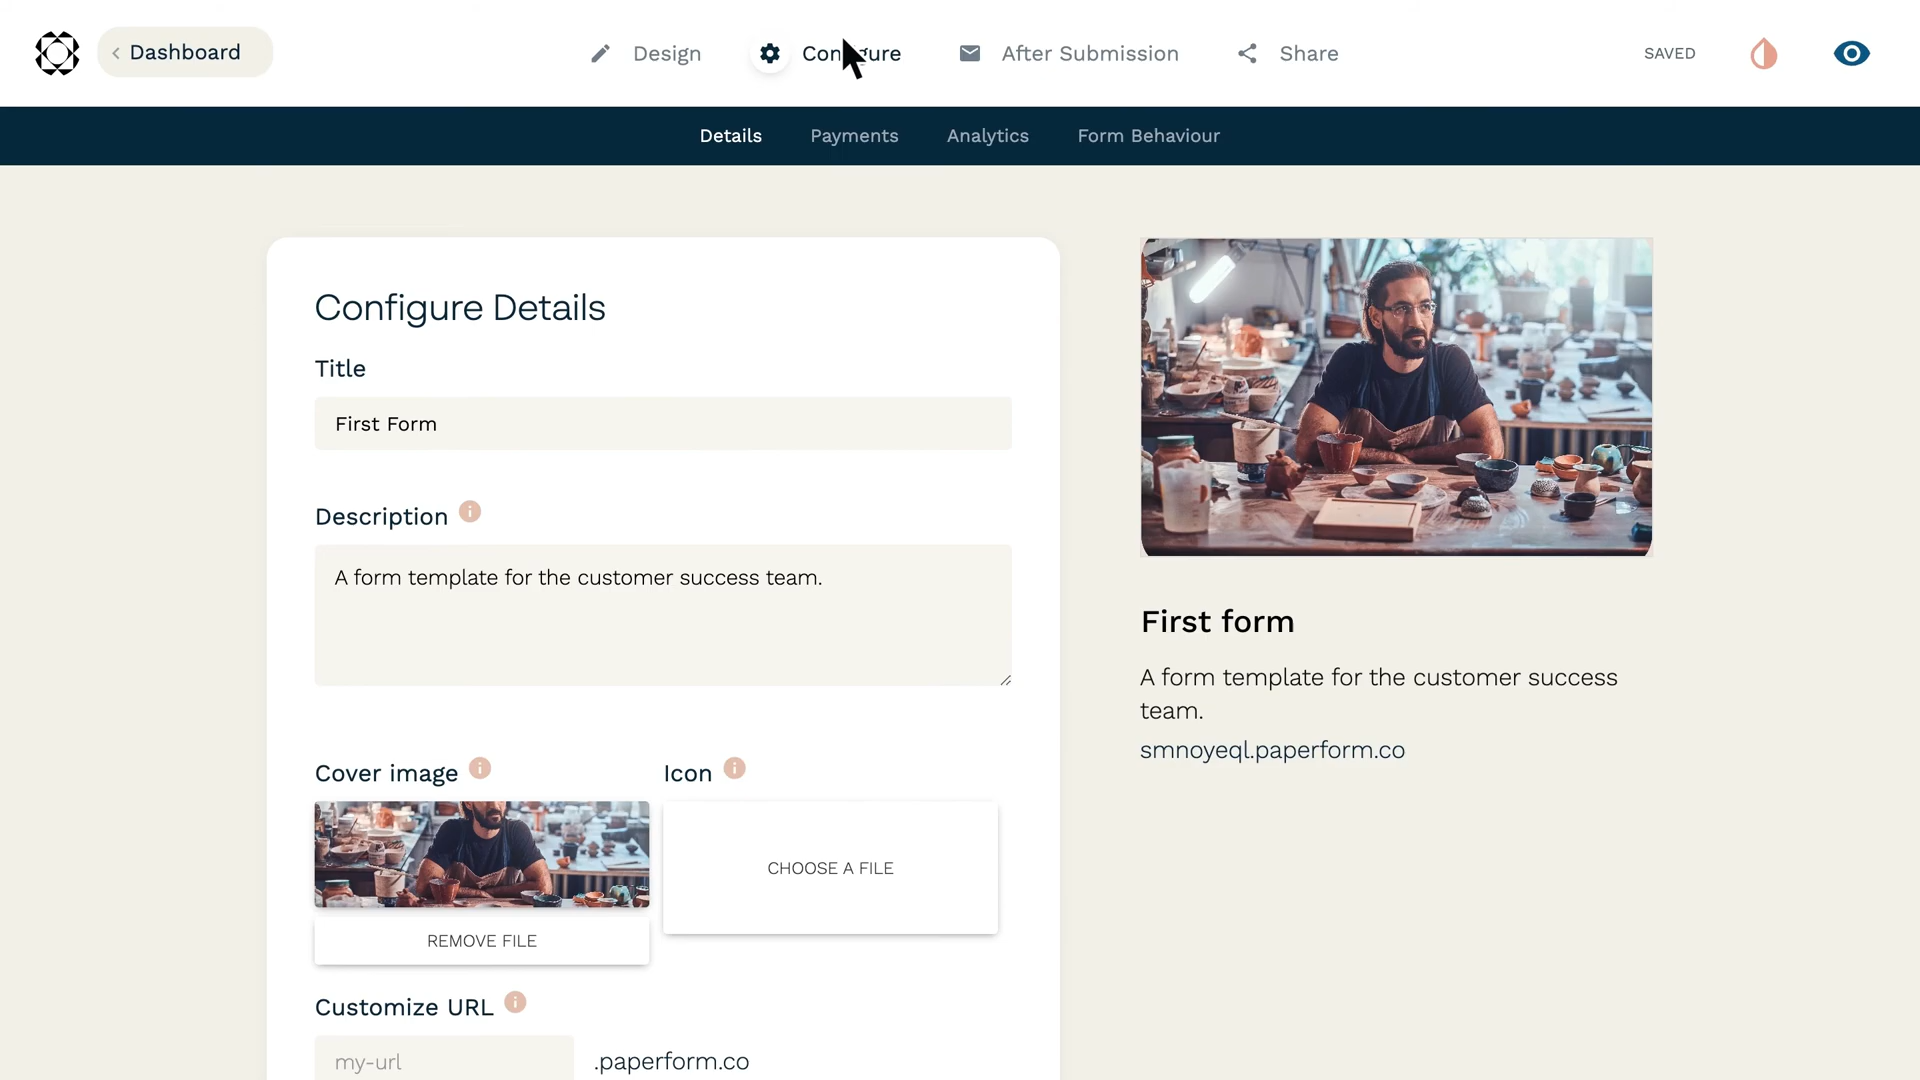 Dashboard
Design
Configure
After Submission
Share
SAVED
Details
Payments
Analytics
Form Behaviour
Configure Details
Title
First Form
Description
A form template for the customer success team.
Cover image
Icon
CHOOSE A FILE
REMOVE FILE
Customize URL
my-url
.paperform.co
First form
A form template for the customer success
team.
smnoyeql.paperform.co